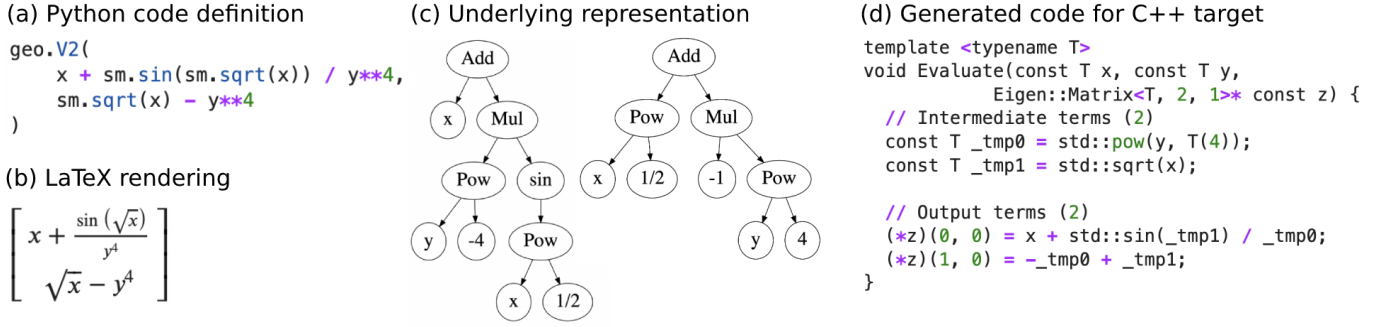 (a) Python code definition
geo.V2(
    x + sm.sin(sm.sqrt(x)) / y**4,
    sm.sqrt(x) - y**4
)
(b) LaTeX rendering
x + sin (√x) / y⁴
√x − y⁴
(c) Underlying representation
Add Add
x Mul Pow Mul
Pow sin x 1/2 -1 Pow
y -4 Pow y 4
x 1/2
(d) Generated code for C++ target
template <typename T>
void Evaluate(const T x, const T y,
            Eigen::Matrix<T, 2, 1>* const z) {
  // Intermediate terms (2)
  const T _tmp0 = std::pow(y, T(4));
  const T _tmp1 = std::sqrt(x);
  // Output terms (2)
  (*z)(0, 0) = x + std::sin(_tmp1) / _tmp0;
  (*z)(1, 0) = -_tmp0 + _tmp1;
}